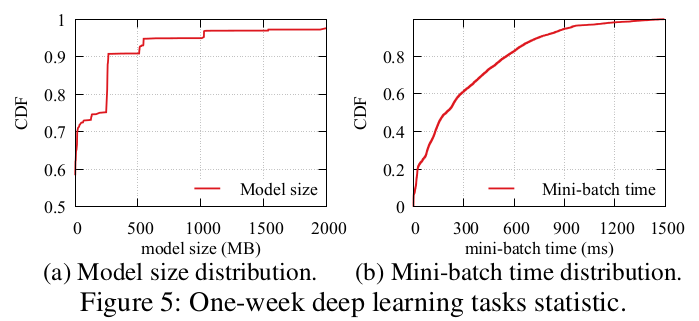 1
0.9
0.8
0.7
0.6
0.5
CDF
Model size
0 500 1000 1500 2000
model size (MB)
(a) Model size distribution.
1
0.8
0.6
0.4
0.2
0
CDF
Mini-batch time
0 300 600 900 1200 1500
mini-batch time (ms)
(b) Mini-batch time distribution.
Figure 5: One-week deep learning tasks statistic.